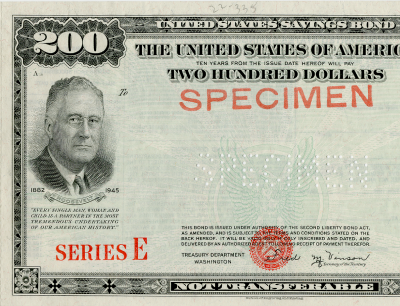 22-335
UNITED STATES SAVINGS BOND
200
THE UNITED STATES OF AMERICA
TEN YEARS FROM THE ISSUE DATE HEREOF WILL PAY
TWO HUNDRED DOLLARS
To
SPECIMEN
1882 1945
ROOSEVELT
"EVERY SINGLE MAN, WOMAN AND
CHILD IS A PARTNER IN THE MOST
TREMENDOUS UNDERTAKING
OF OUR AMERICAN HISTORY."
SERIES E
THIS BOND IS ISSUED UNDER AUTHORITY OF THE SECOND LIBERTY BOND ACT,
AS AMENDED, AND IS SUBJECT TO THE TERMS AND CONDITIONS STATED ON THE
BACK HEREOF. IT WILL BE VALID ONLY INSCRIBED AND DATED, AND
DELIVERED BY AN AUTHORIZED AGENT RECEIPT OF PAYMENT THEREFOR.
TREASURY DEPARTMENT
WASHINGTON
Fred M Vinson
Secretary of the Treasury
NOT TRANSFERABLE